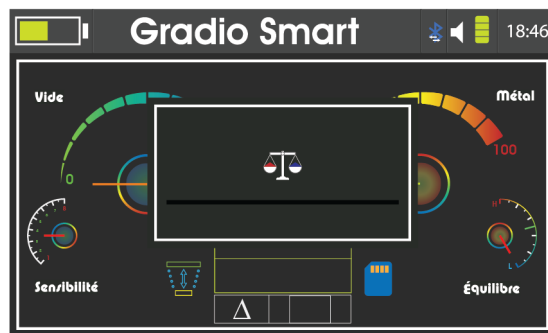 Gradio Smart
18:46
Vide
Métal
0
100
Sensibilité
Équilibre
H
L
Δ